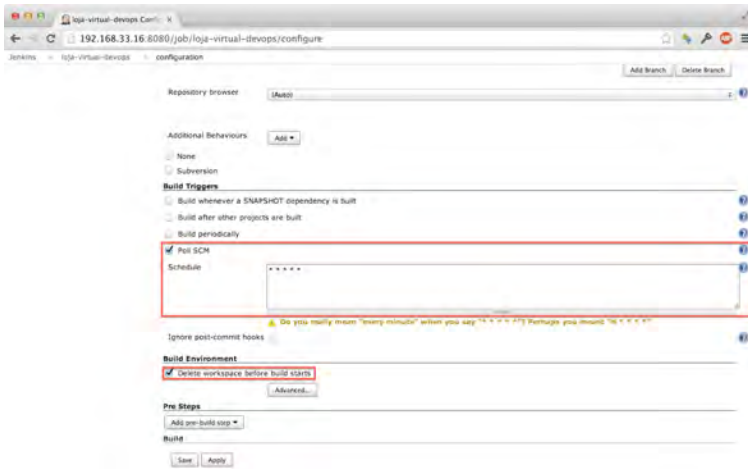 loja-virtual-devops Confi
192.168.33.16:8080/job/loja-virtual-devops/configure
Jenkins loja-virtual-devops configuration
Add Branch Delete Branch
Repository browser (Auto)
Additional Behaviours Add
None
Subversion
Build Triggers
Build whenever a SNAPSHOT dependency is built
Build after other projects are built
Build periodically
Poll SCM
Schedule * * * * *
Do you really mean "every minute" when you say "* * * * *"? Perhaps you meant "H * * * *"
Ignore post-commit hooks
Build Environment
Delete workspace before build starts
Advanced...
Pre Steps
Add pre-build step
Build
Save Apply